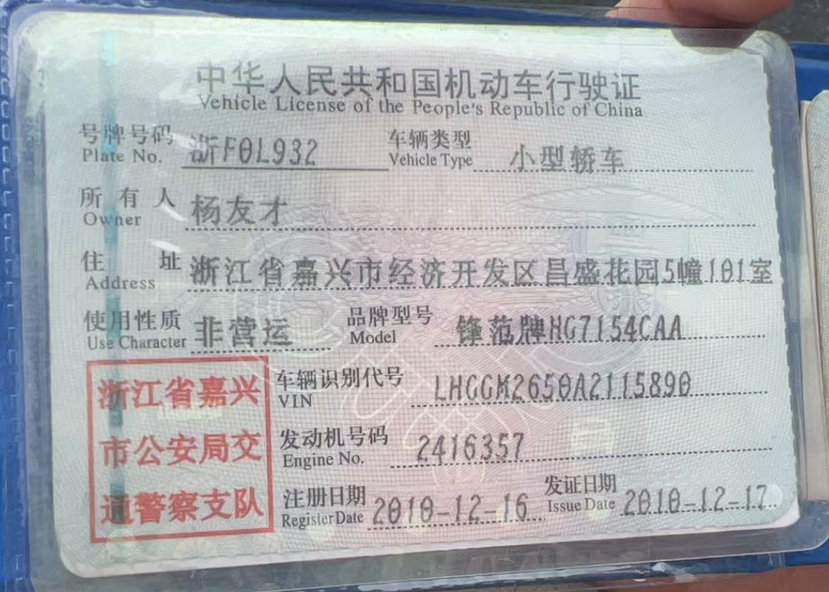 中华人民共和国机动车行驶证
Vehicle License of the People's Republic of China
号牌号码 浙F0L932 车辆类型 小型轿车
Plate No. Vehicle Type
所有人 杨友才
Owner
住址 浙江省嘉兴市经济开发区昌盛花园5幢101室
Address
使用性质 非营运 品牌型号 锋范牌HG7154CAA
Use Character Model
车辆识别代号 LHGGM2650A2115890
VIN
发动机号码 2416357
Engine No.
注册日期 2010-12-16 发证日期 2010-12-17
Register Date Issue Date
浙江省嘉兴
市公安局交
通警察支队